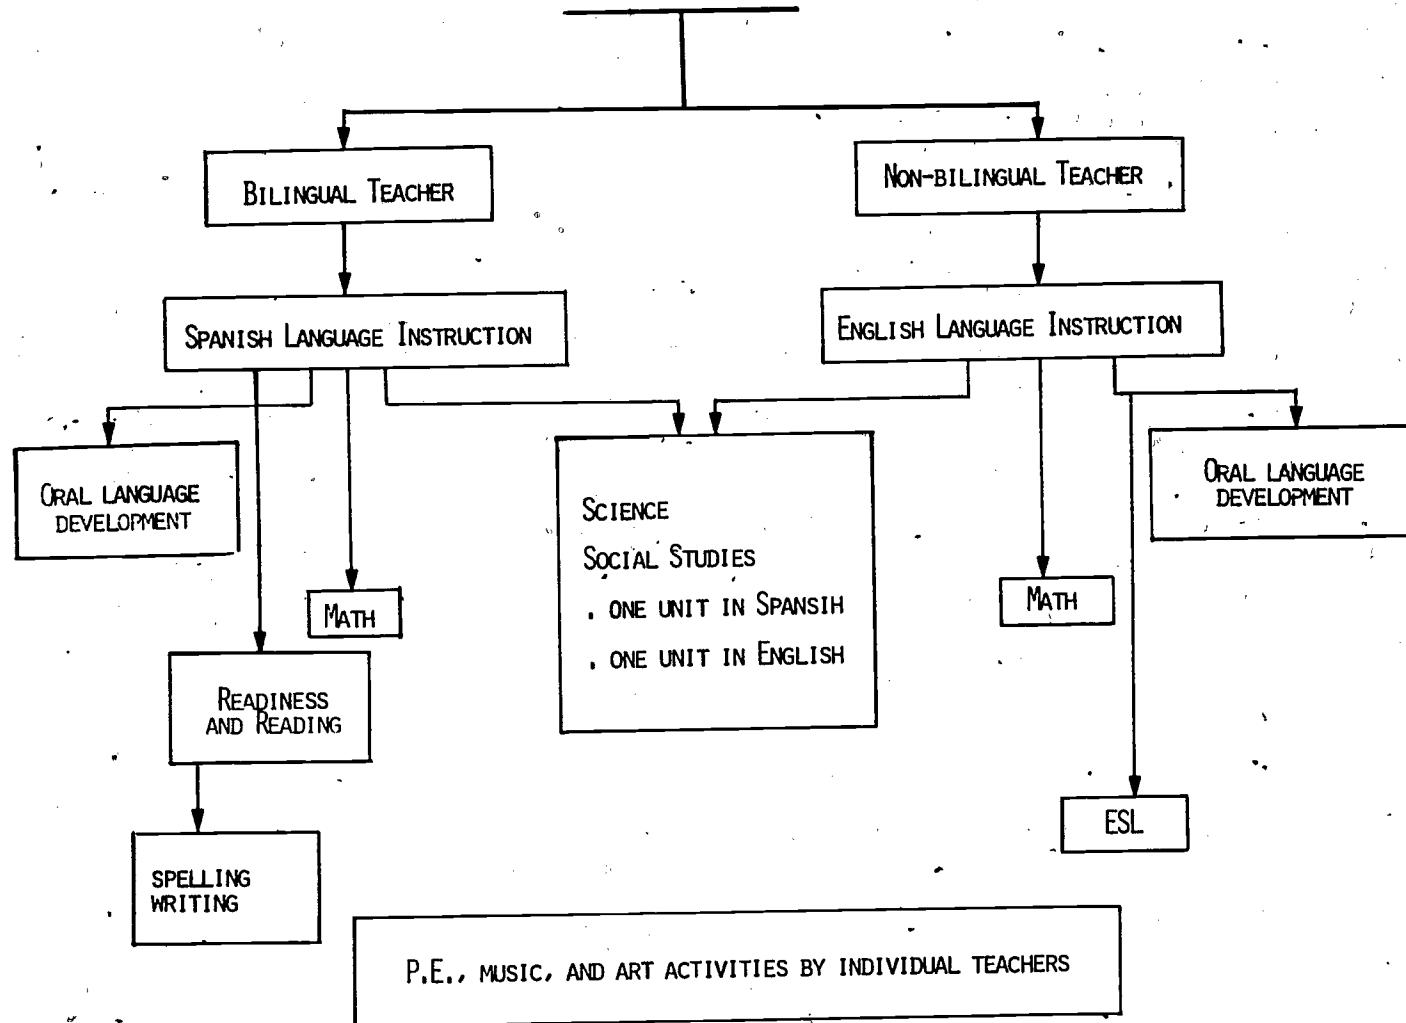 BILINGUAL TEACHER
NON-BILINGUAL TEACHER
SPANISH LANGUAGE INSTRUCTION
ENGLISH LANGUAGE INSTRUCTION
ORAL LANGUAGE
DEVELOPMENT
ORAL LANGUAGE
DEVELOPMENT
SCIENCE
SOCIAL STUDIES
. ONE UNIT IN SPANSIH
. ONE UNIT IN ENGLISH
MATH
MATH
READINESS
AND READING
ESL
SPELLING
WRITING
P.E., MUSIC, AND ART ACTIVITIES BY INDIVIDUAL TEACHERS